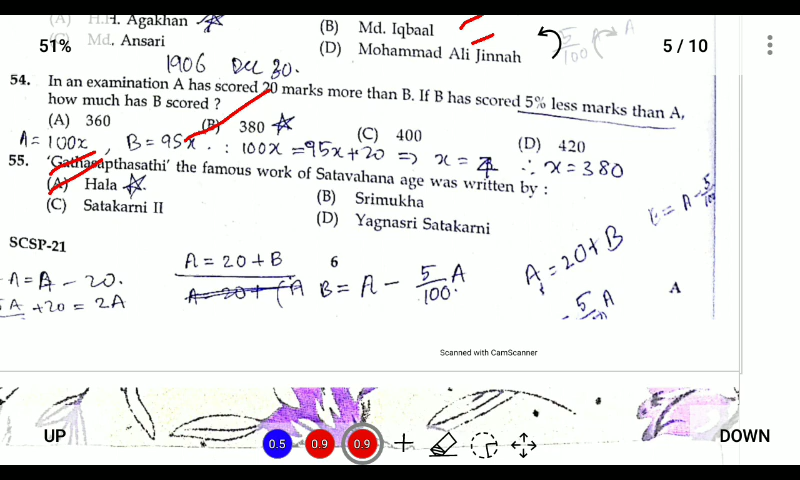 (A) H.H. Agakhan
(B) Md. Iqbaal
(C) Md. Ansari
(D) Mohammad Ali Jinnah
51%
5 / 10
5/100 A
1906 Dec 30.
54. In an examination A has scored 20 marks more than B. If B has scored 5% less marks than A,
how much has B scored ?
(A) 360
(B) 380
(C) 400
(D) 420
A = 100x, B = 95x. : 100x = 95x + 20 => x = 4 ∴ x = 380
55. 'Gathasapthasathi' the famous work of Satavahana age was written by :
(A) Hala
(B) Srimukha
(C) Satakarni II
(D) Yagnasri Satakarni
B = A - 5/100
SCSP-21
6
A
A = 20 + B
A = 20 + (A
B = A - 5/100 A
A = 20 + B
A = A - 20.
A + 20 = 2A
Scanned with CamScanner
UP
0.5
0.9
0.9
DOWN